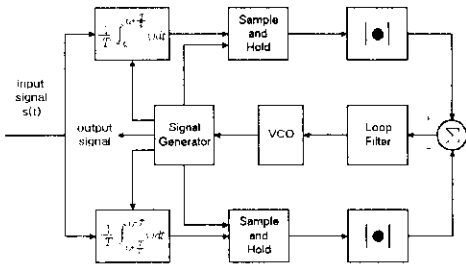 Sample
and
Hold
|●|
input
signal
s(t)
output
signal
Signal
Generator
VCO
Loop
Filter
+
Σ
−
Sample
and
Hold
|●|